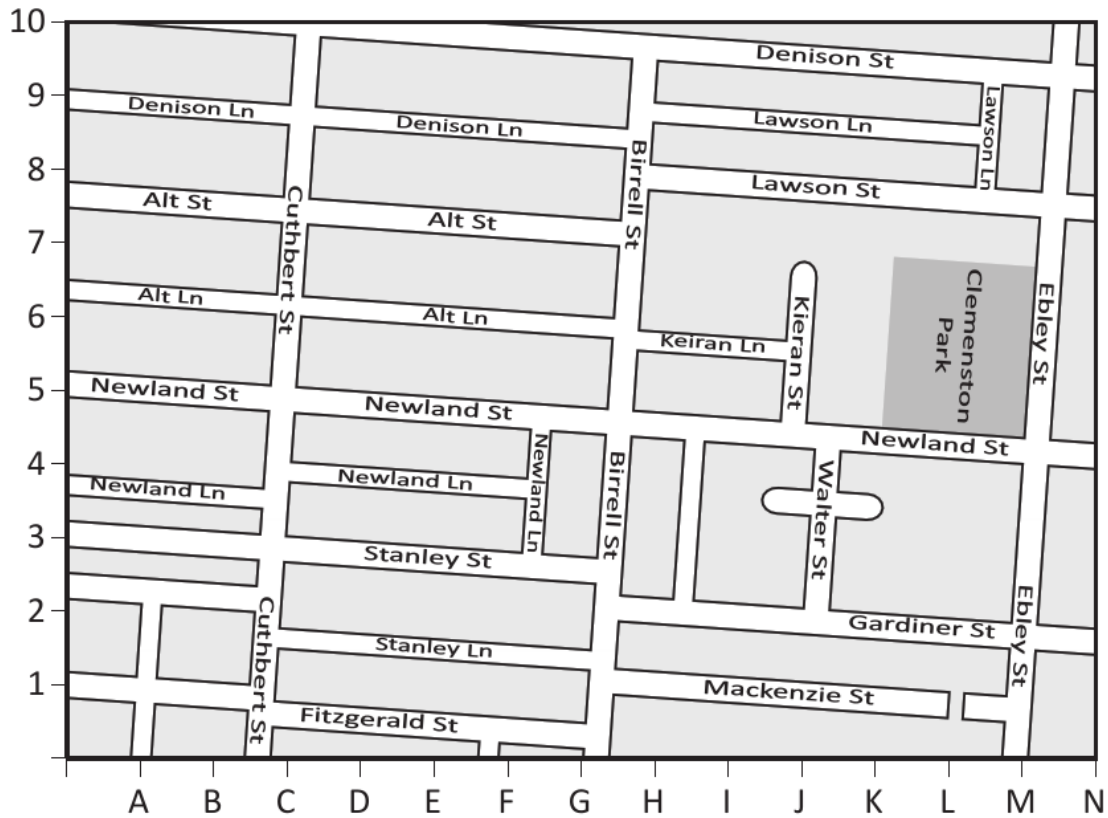 10
Denison St
9
Denison Ln
Denison Ln
Lawson Ln
Lawson Ln
8
Birrell St
Lawson St
Alt St
Cuthbert St
Alt St
7
Clemenston
Park
Ebley St
Alt Ln
Kieran St
6
Alt Ln
Keiran Ln
5
Newland St
Newland St
Newland St
4
Newland Ln
Newland Ln
Newland Ln
Birrell St
Walter St
3
Stanley St
2
Cuthbert St
Gardiner St
Ebley St
Stanley Ln
1
Mackenzie St
Fitzgerald St
A B C D E F G H I J K L M N